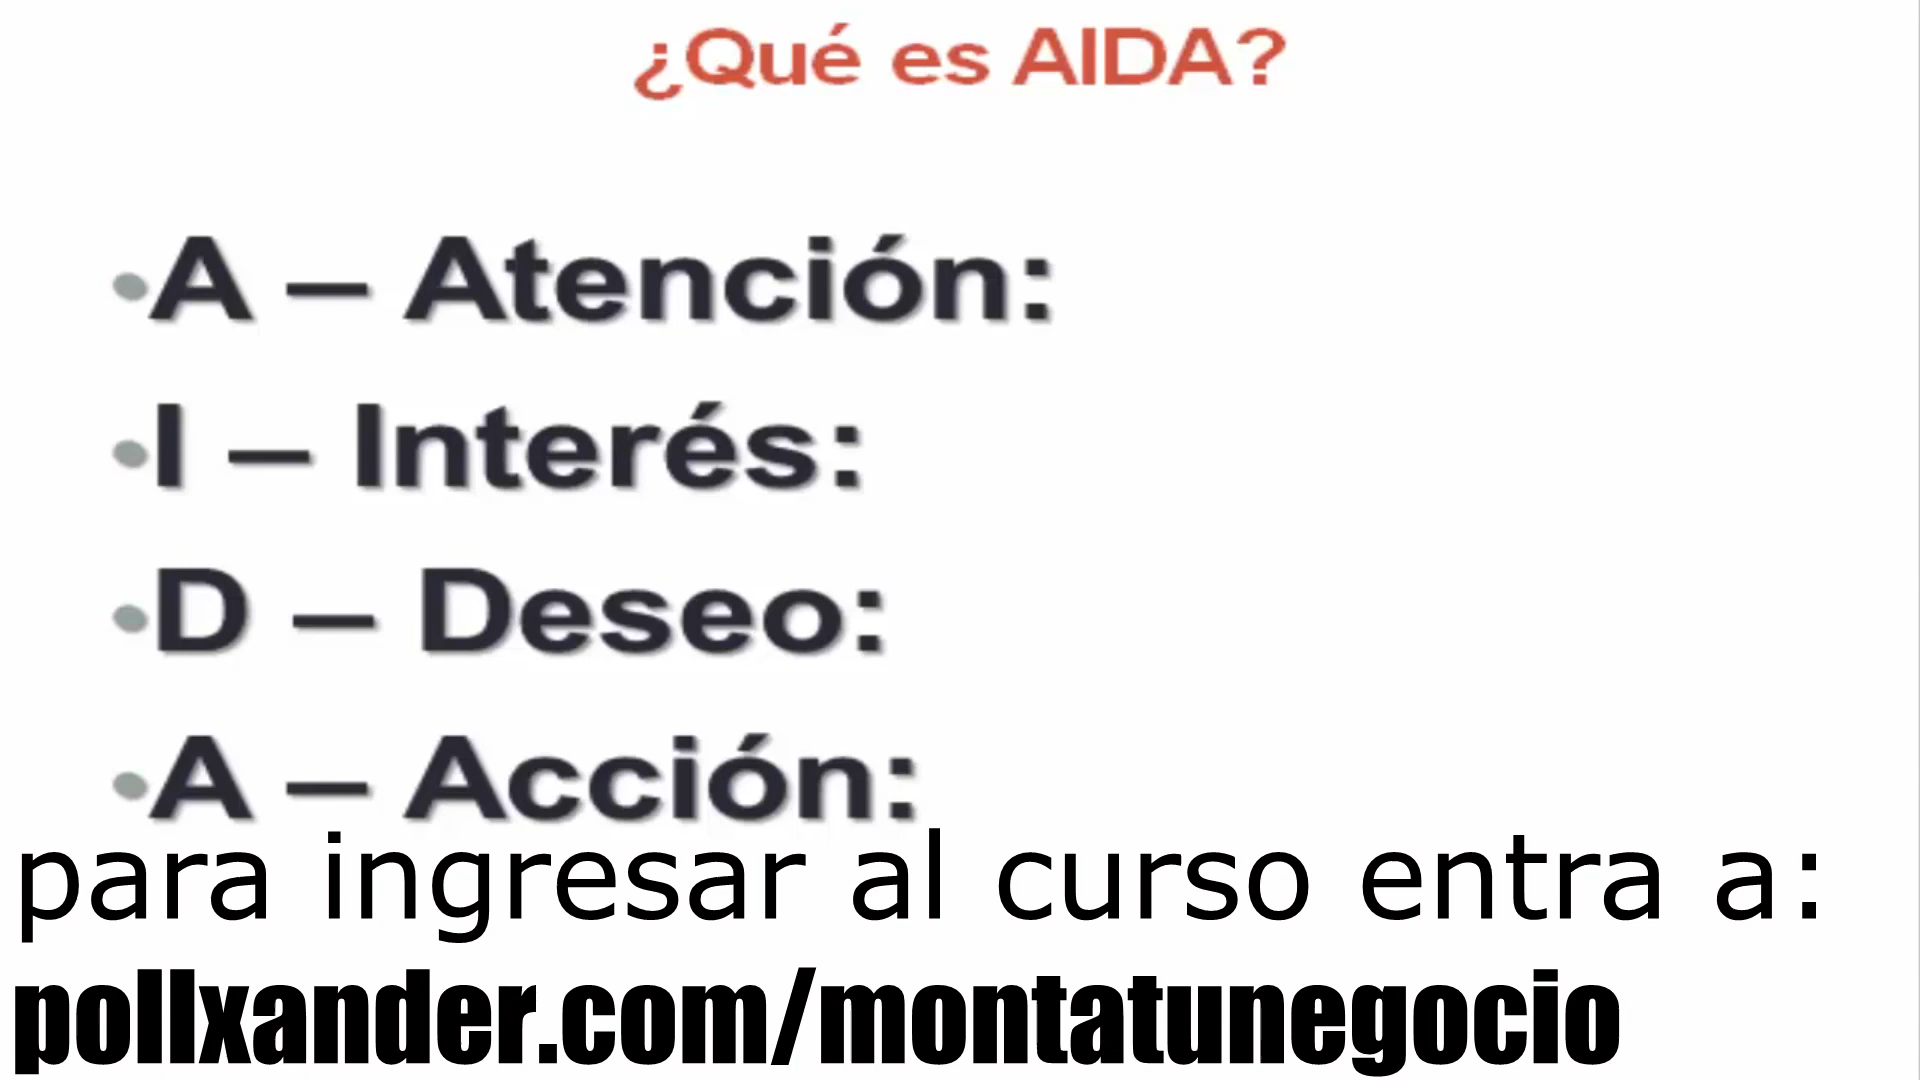 ¿Qué es AIDA?
•A – Atención:
•I – Interés:
•D – Deseo:
•A – Acción:
para ingresar al curso entra a:
pollxander.com/montatunegocio